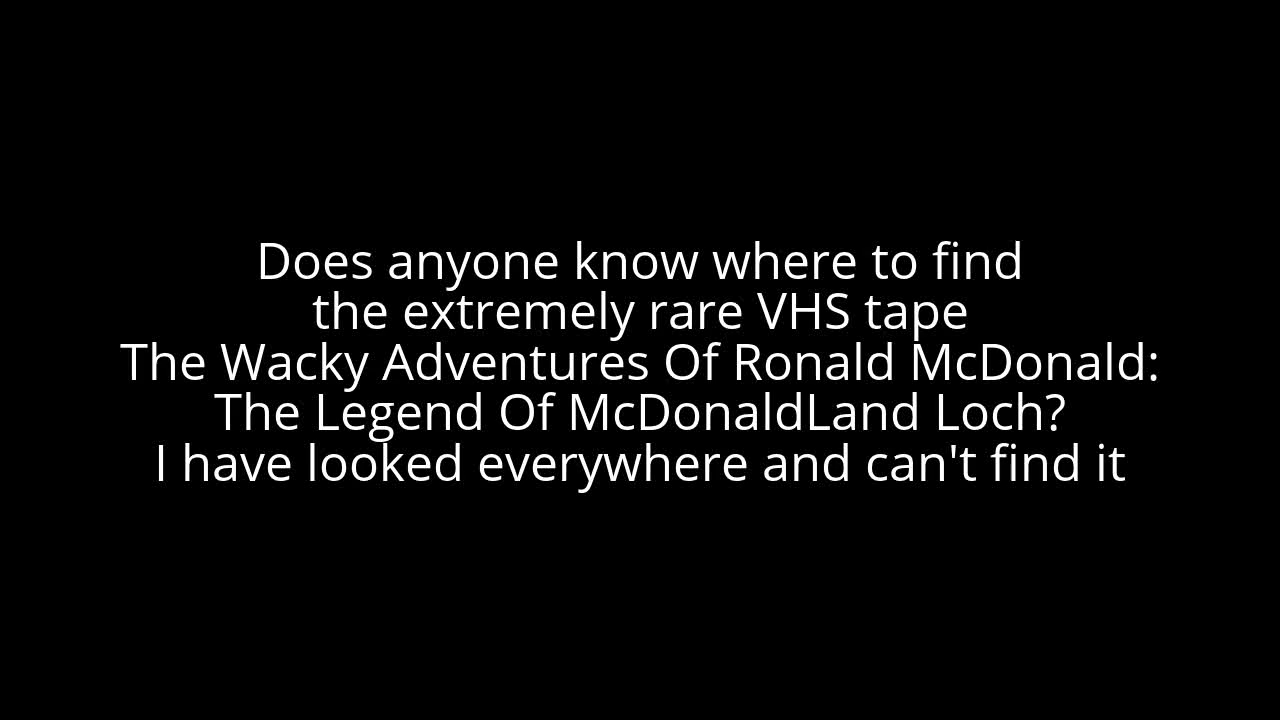 Does anyone know where to find
the extremely rare VHS tape
The Wacky Adventures Of Ronald McDonald:
The Legend Of McDonaldLand Loch?
I have looked everywhere and can't find it